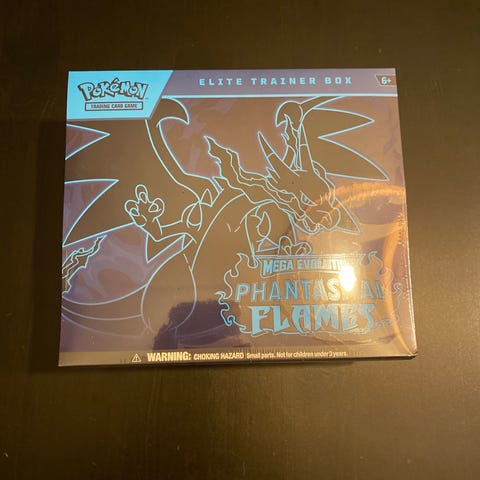 POKéMON
TRADING CARD GAME
ELITE TRAINER BOX
6+
MEGA EVOLUTION
PHANTASMAL
FLAMES
WARNING: CHOKING HAZARD Small parts. Not for children under 3 years.